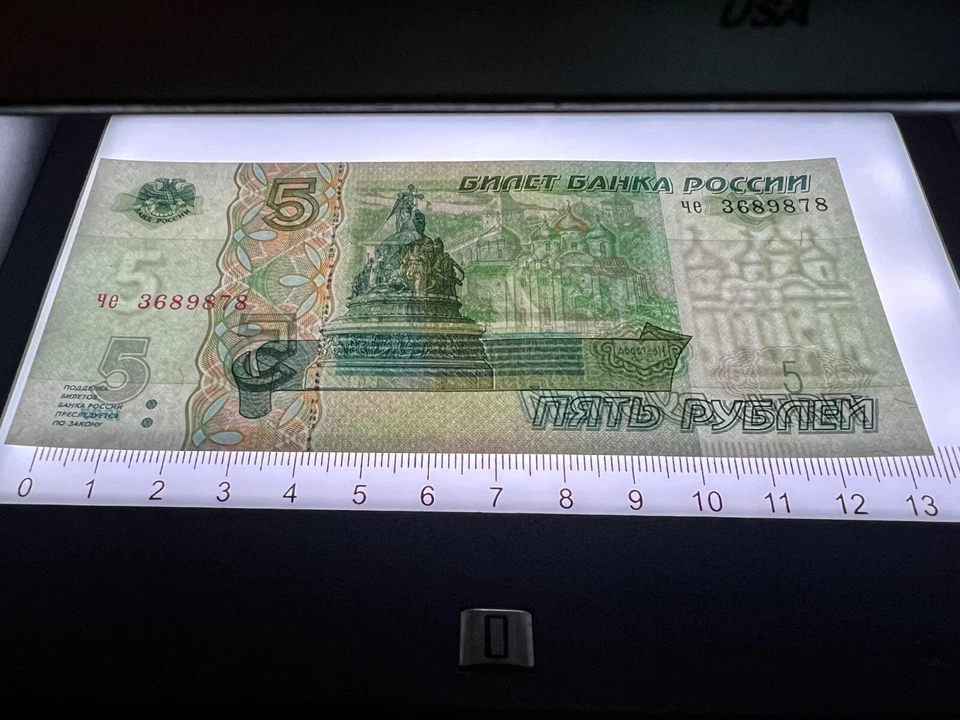 USA
БИЛЕТ БАНКА РОССИИ
че 3689878
5
БАНК РОССИИ
5
че 3689878
5
5
ПОДДЕЛКА
БИЛЕТОВ
БАНКА РОССИИ
ПРЕСЛЕДУЕТСЯ
ПО ЗАКОНУ
5
ПЯТЬ РУБЛЕЙ
0 1 2 3 4 5 6 7 8 9 10 11 12 13